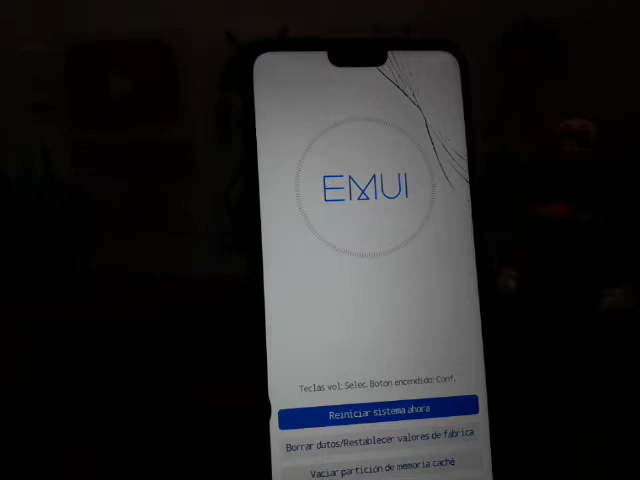 EMUI
Teclas vol: Selec. Botón encendido: Conf.
Reiniciar sistema ahora
Borrar datos/Restablecer valores de fábrica
Vaciar partición de memoria caché